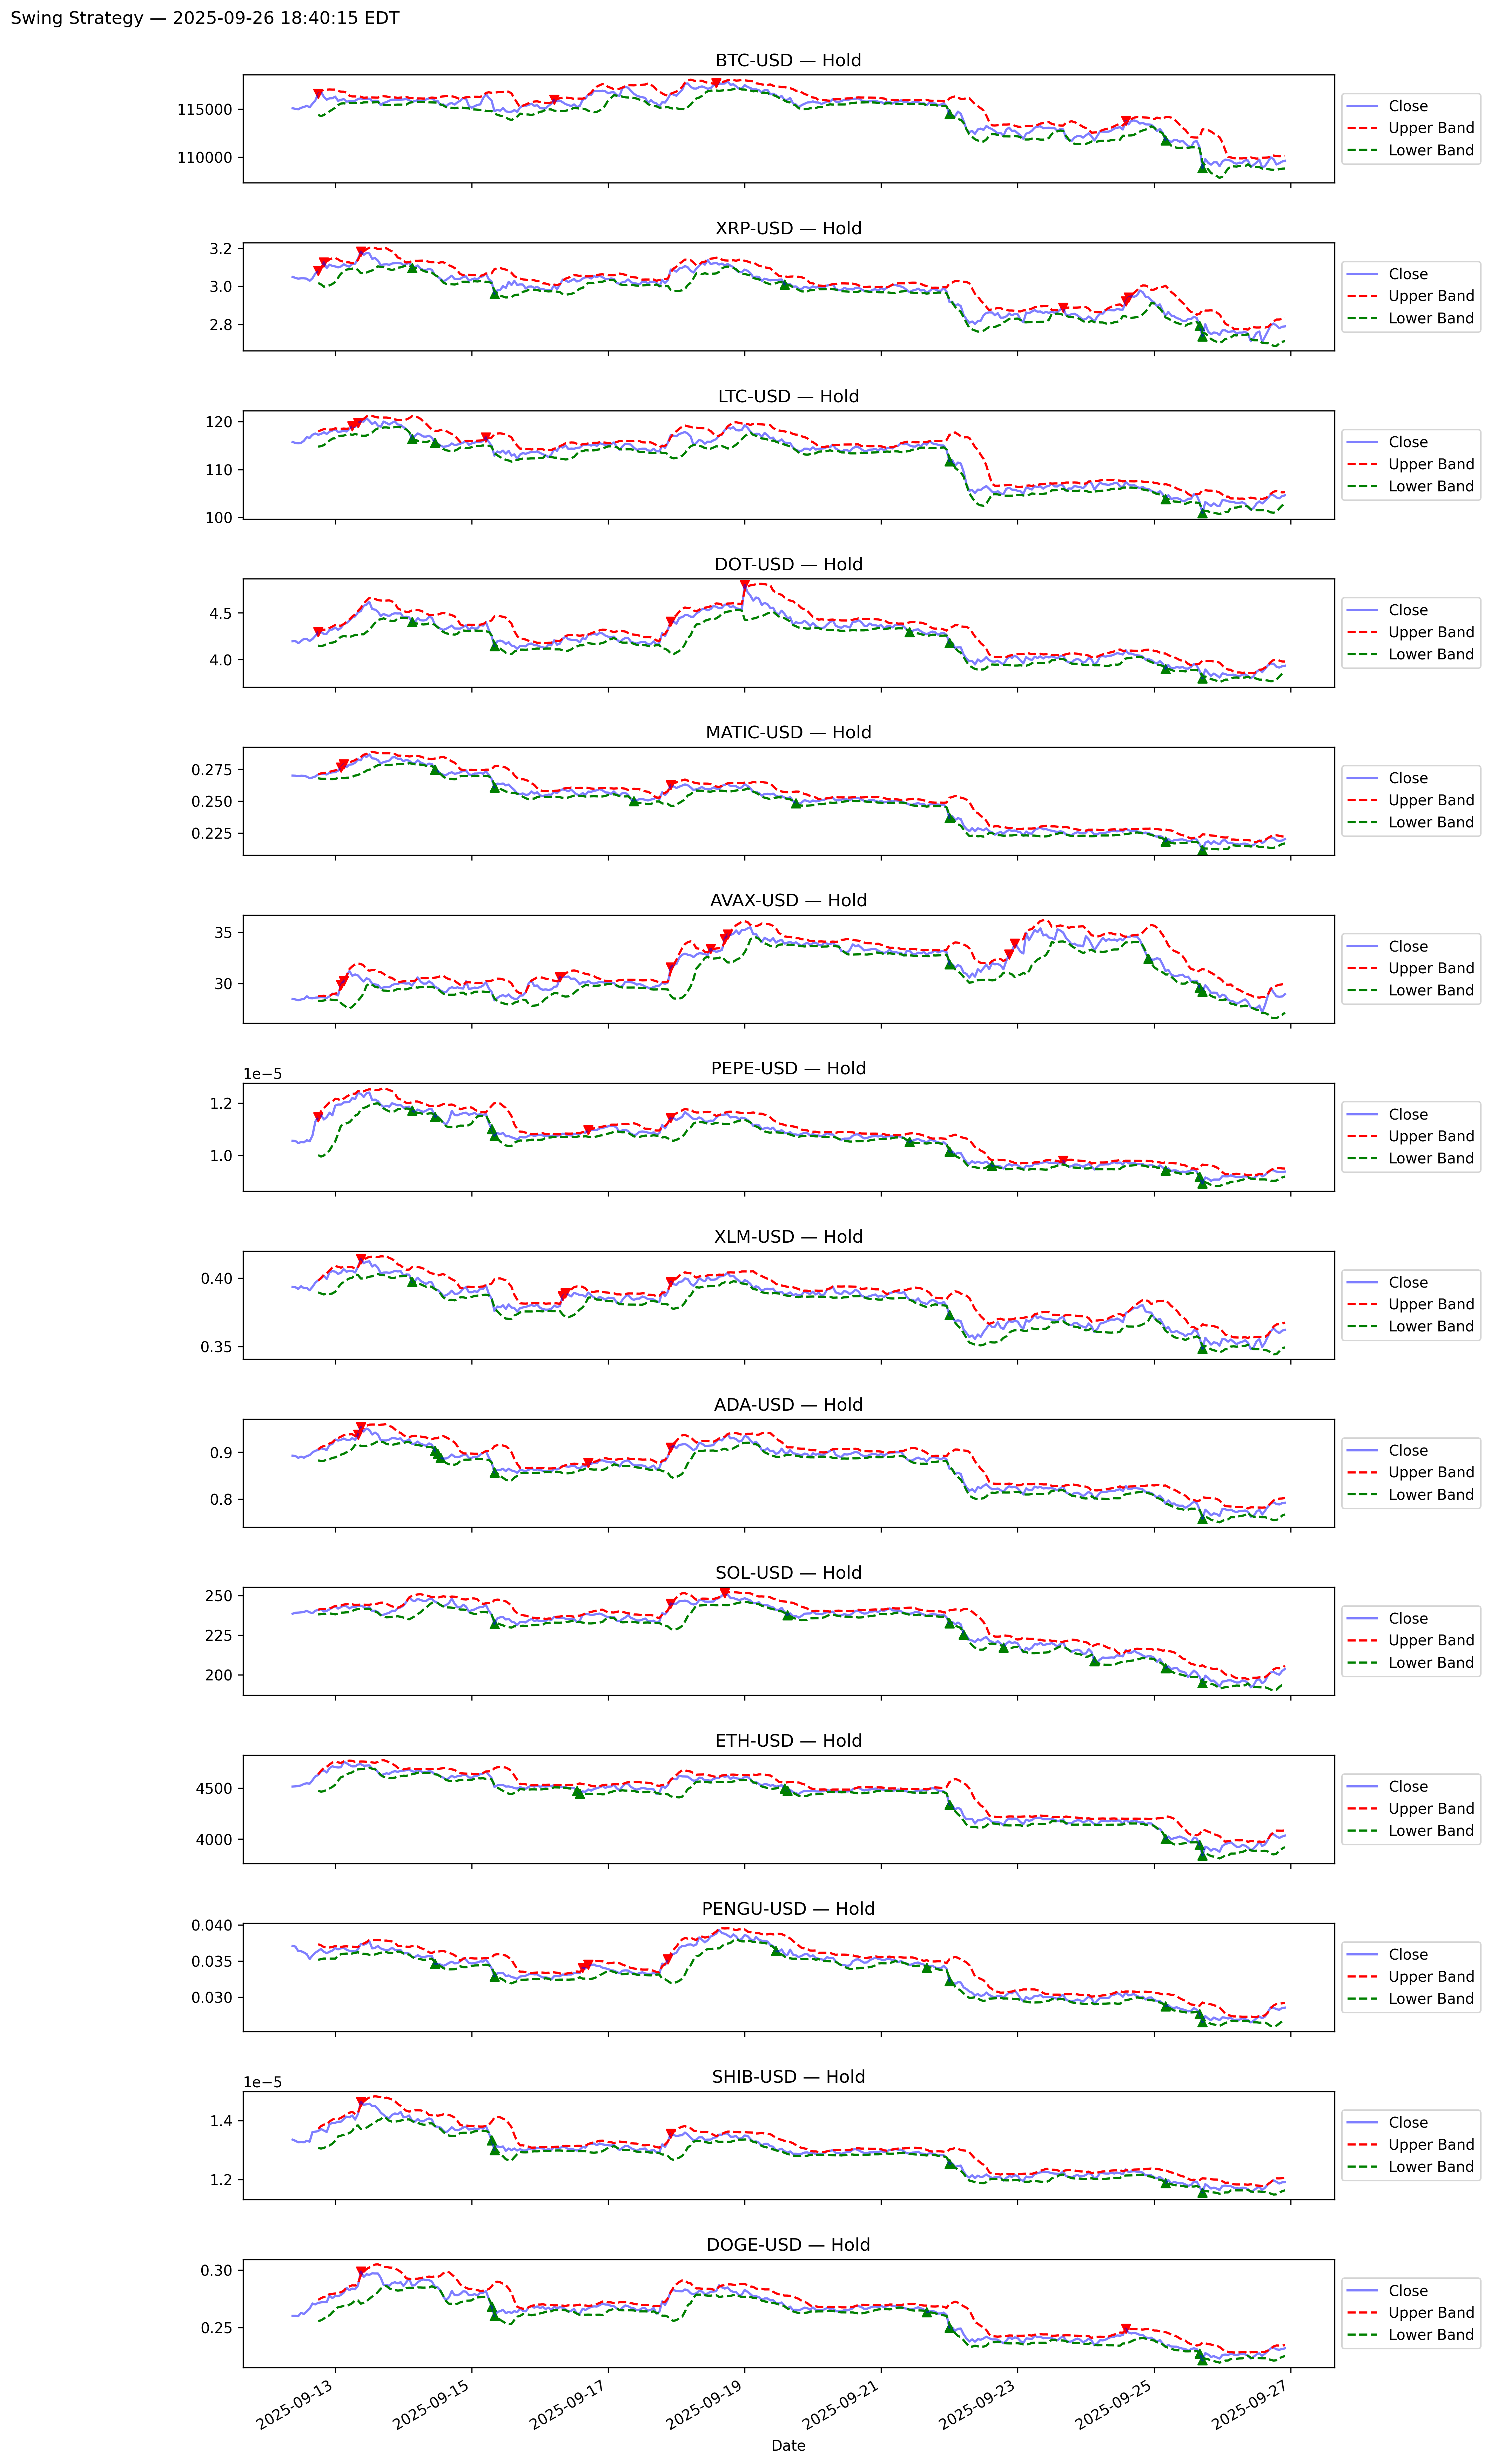 Swing Strategy — 2025-09-26 18:40:15 EDT
BTC-USD — Hold
115000
110000
Close
Upper Band
Lower Band
XRP-USD — Hold
3.2
3.0
2.8
Close
Upper Band
Lower Band
LTC-USD — Hold
120
110
100
Close
Upper Band
Lower Band
DOT-USD — Hold
4.5
4.0
Close
Upper Band
Lower Band
MATIC-USD — Hold
0.275
0.250
0.225
Close
Upper Band
Lower Band
AVAX-USD — Hold
35
30
Close
Upper Band
Lower Band
PEPE-USD — Hold
1e−5
1.2
1.0
Close
Upper Band
Lower Band
XLM-USD — Hold
0.40
0.35
Close
Upper Band
Lower Band
ADA-USD — Hold
0.9
0.8
Close
Upper Band
Lower Band
SOL-USD — Hold
250
225
200
Close
Upper Band
Lower Band
ETH-USD — Hold
4500
4000
Close
Upper Band
Lower Band
PENGU-USD — Hold
0.040
0.035
0.030
Close
Upper Band
Lower Band
SHIB-USD — Hold
1e−5
1.4
1.2
Close
Upper Band
Lower Band
DOGE-USD — Hold
0.30
0.25
Close
Upper Band
Lower Band
2025-09-13
2025-09-15
2025-09-17
2025-09-19
2025-09-21
2025-09-23
2025-09-25
2025-09-27
Date